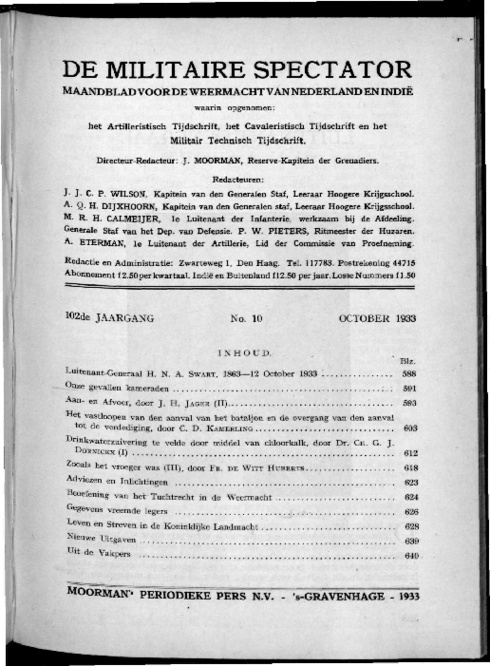 DE MILITAIRE SPECTATOR
MAANDBLAD VOOR DE WEERMACHT VAN NEDERLAND EN INDIË
waarin opgenomen:
het Artilleristisch Tijdschrift, het Cavaleristisch Tijdschrift en het
Militair Technisch Tijdschrift.
Directeur-Redacteur: J. MOORMAN, Reserve-Kapitein der Grenadiers.
Redacteuren:
J. J. C. P. WILSON, Kapitein van den Generalen Staf, Leeraar Hoogere Krijgsschool.
A. Q. H. DIJXHOORN, Kapitein van den Generalen staf, Leeraar Hoogere Krijgsschool.
M. R. H. CALMEIJER, 1e Luitenant der Infanterie, werkzaam bij de Afdeeling.
Generale Staf van het Dep. van Defensie. P. W. PIETERS, Ritmeester der Huzaren.
A. ETERMAN, 1e Luitenant der Artillerie, Lid der Commissie van Proefneming.
Redactie en Administratie: Zwarteweg 1, Den Haag. Tel. 117783. Postrekening 44715
Abonnement f2.50 per kwartaal. Indië en Buitenland f12.50 per jaar. Losse Nummers f1.50
102de JAARGANG No. 10 OCTOBER 1933
INHOUD.
Blz.
Luitenant-Generaal H. N. A. SWART, 1863—12 October 1933 ................ 588
Onze gevallen kameraden ................ 591
Aan- en Afvoer, door J. H. JAGER (II) ................ 593
Het vastloopen van den aanval van het bataljon en de overgang van den aanval
tot de verdediging, door C. D. KAMERLING ................ 603
Drinkwaterzuivering te velde door middel van chloorkalk, door Dr. CH. G. J.
DORNICKX (I) ................ 612
Zooals het vroeger was (III), door FR. DE WITT HUBERTS ................ 618
Adviezen en Inlichtingen ................ 623
Beoefening van het Tuchtrecht in de Weermacht ................ 624
Gegevens vreemde legers ................ 626
Leven en Streven in de Koninklijke Landmacht ................ 628
Nieuwe Uitgaven ................ 639
Uit de Vakpers ................ 640
MOORMAN'S PERIODIEKE PERS N.V. - 's-GRAVENHAGE - 1933